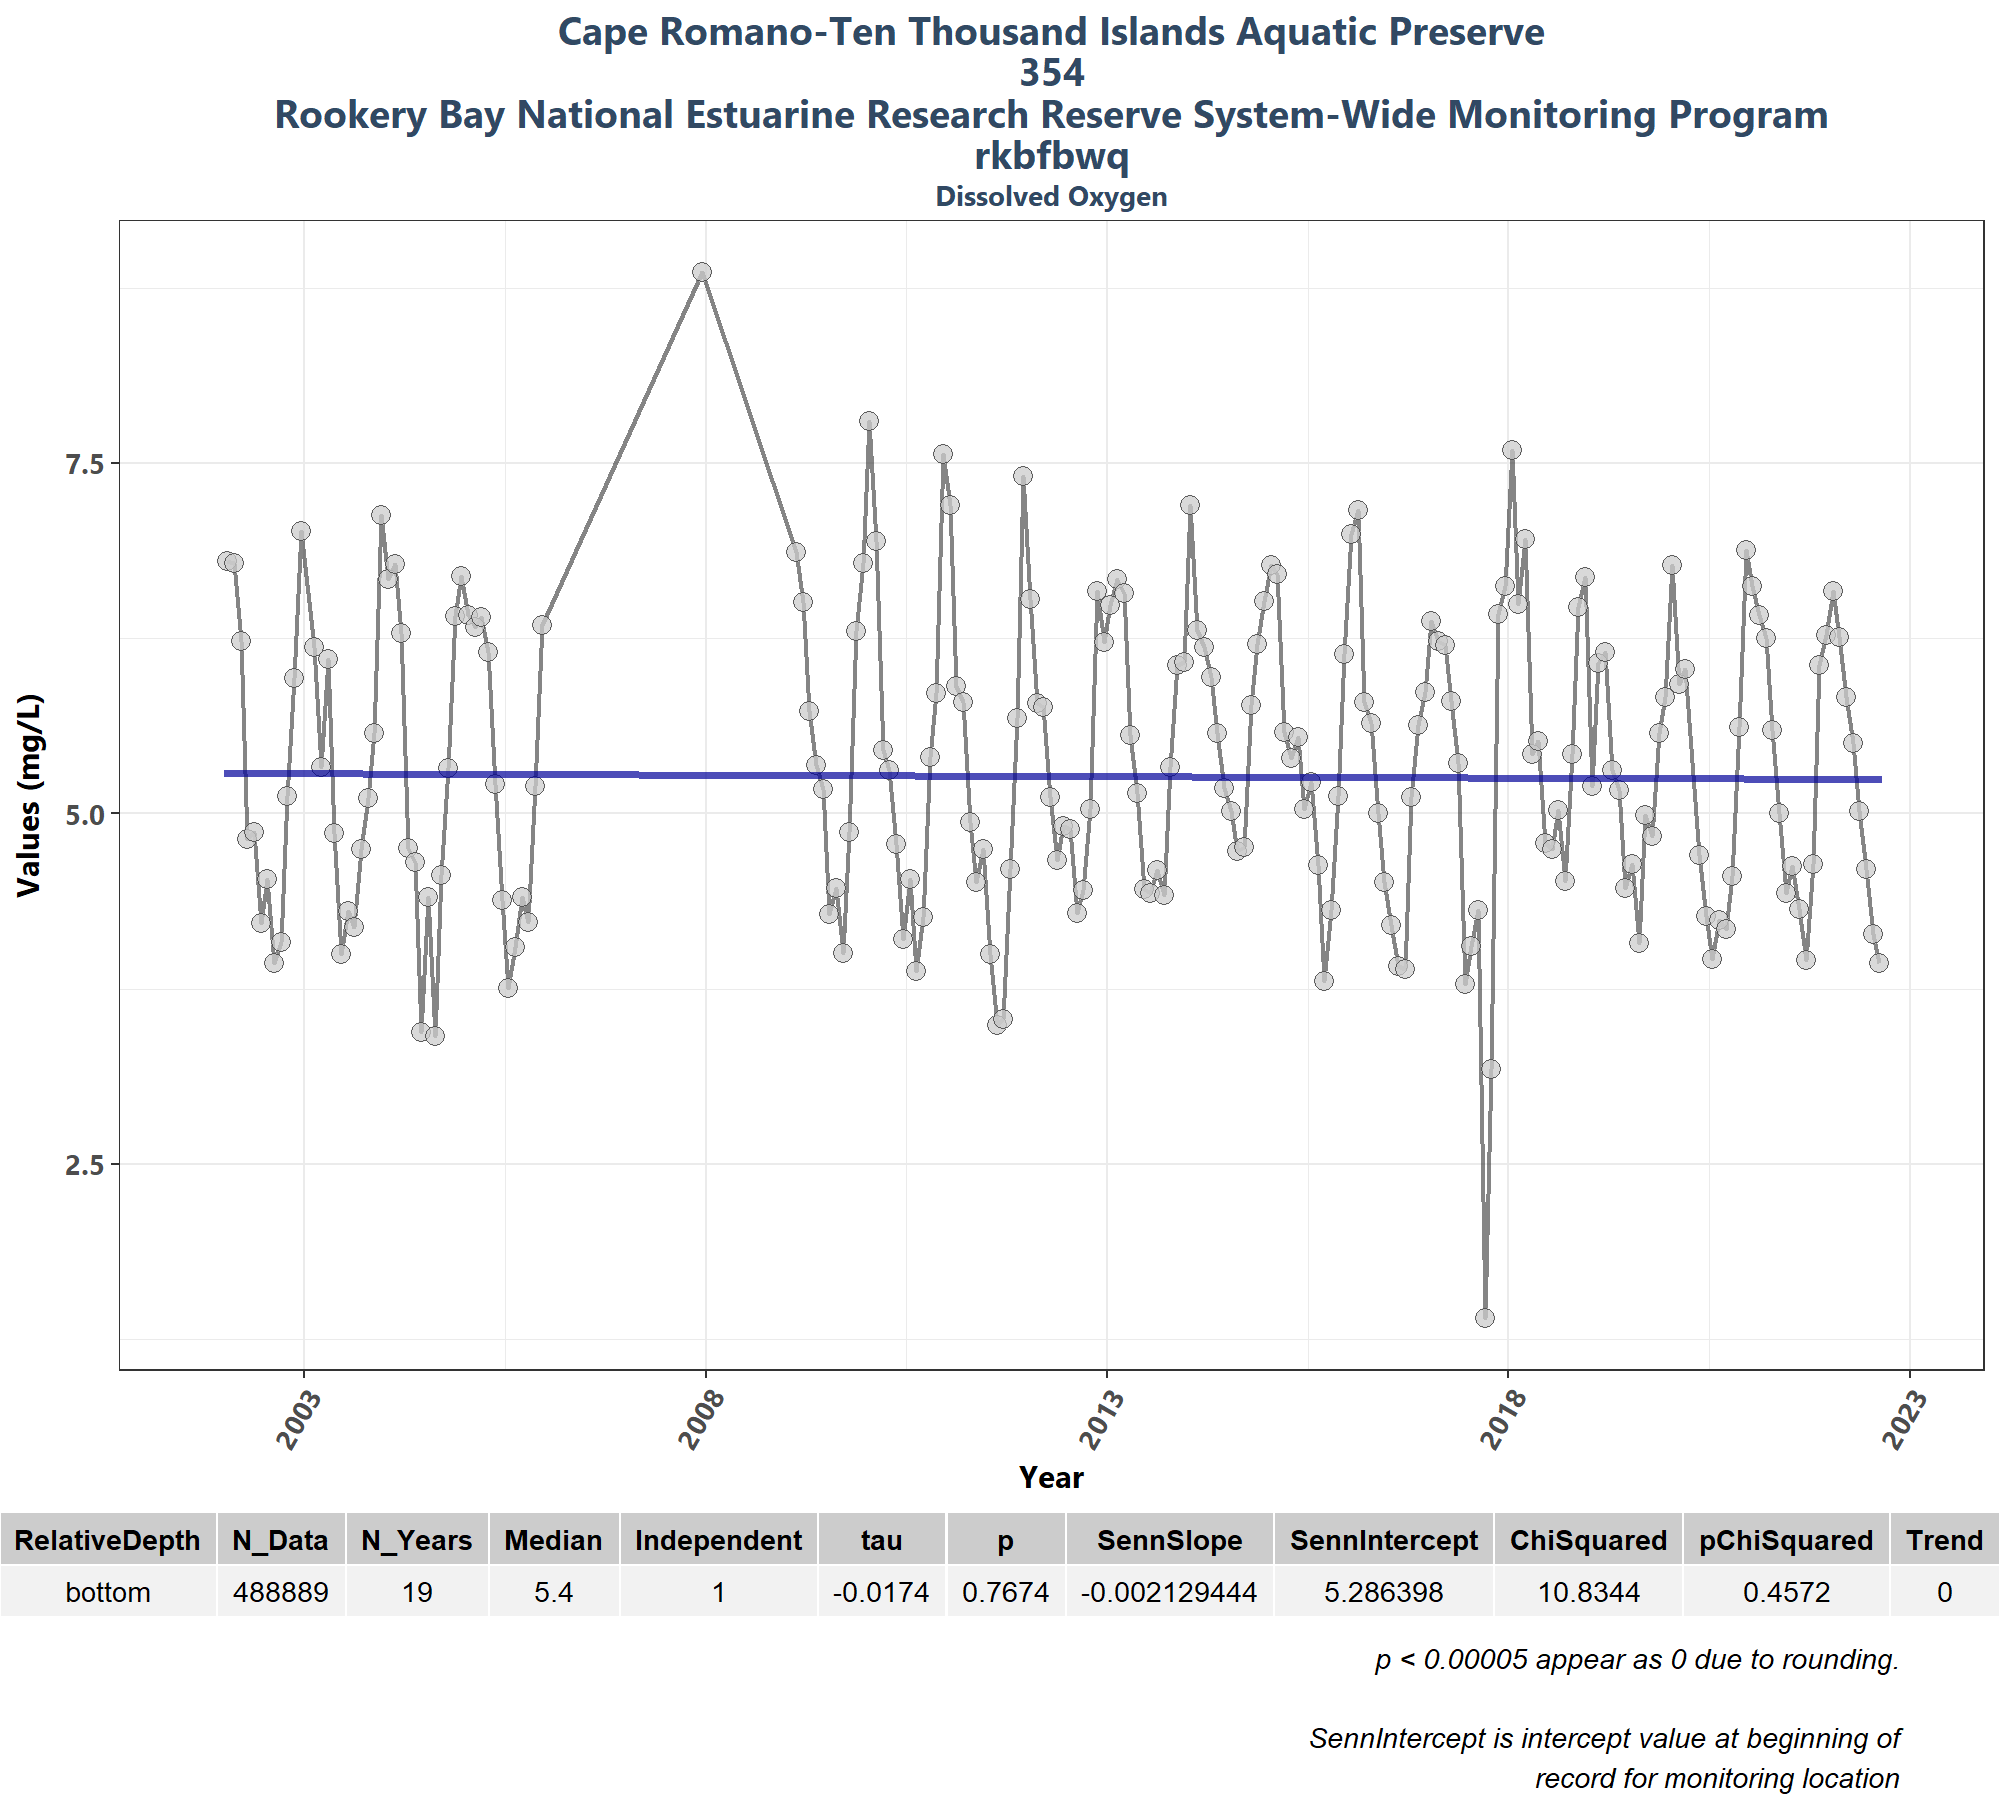 Cape Romano-Ten Thousand Islands Aquatic Preserve
354
Rookery Bay National Estuarine Research Reserve System-Wide Monitoring Program
rkbfbwq
Dissolved Oxygen
Values (mg/L)
7.5
5.0
2.5
2003 2008 2013 2018 2023
Year
RelativeDepth N_Data N_Years Median Independent tau p SennSlope SennIntercept ChiSquared pChiSquared Trend
bottom 488889 19 5.4 1 -0.0174 0.7674 -0.002129444 5.286398 10.8344 0.4572 0
p < 0.00005 appear as 0 due to rounding.
SennIntercept is intercept value at beginning of
record for monitoring location